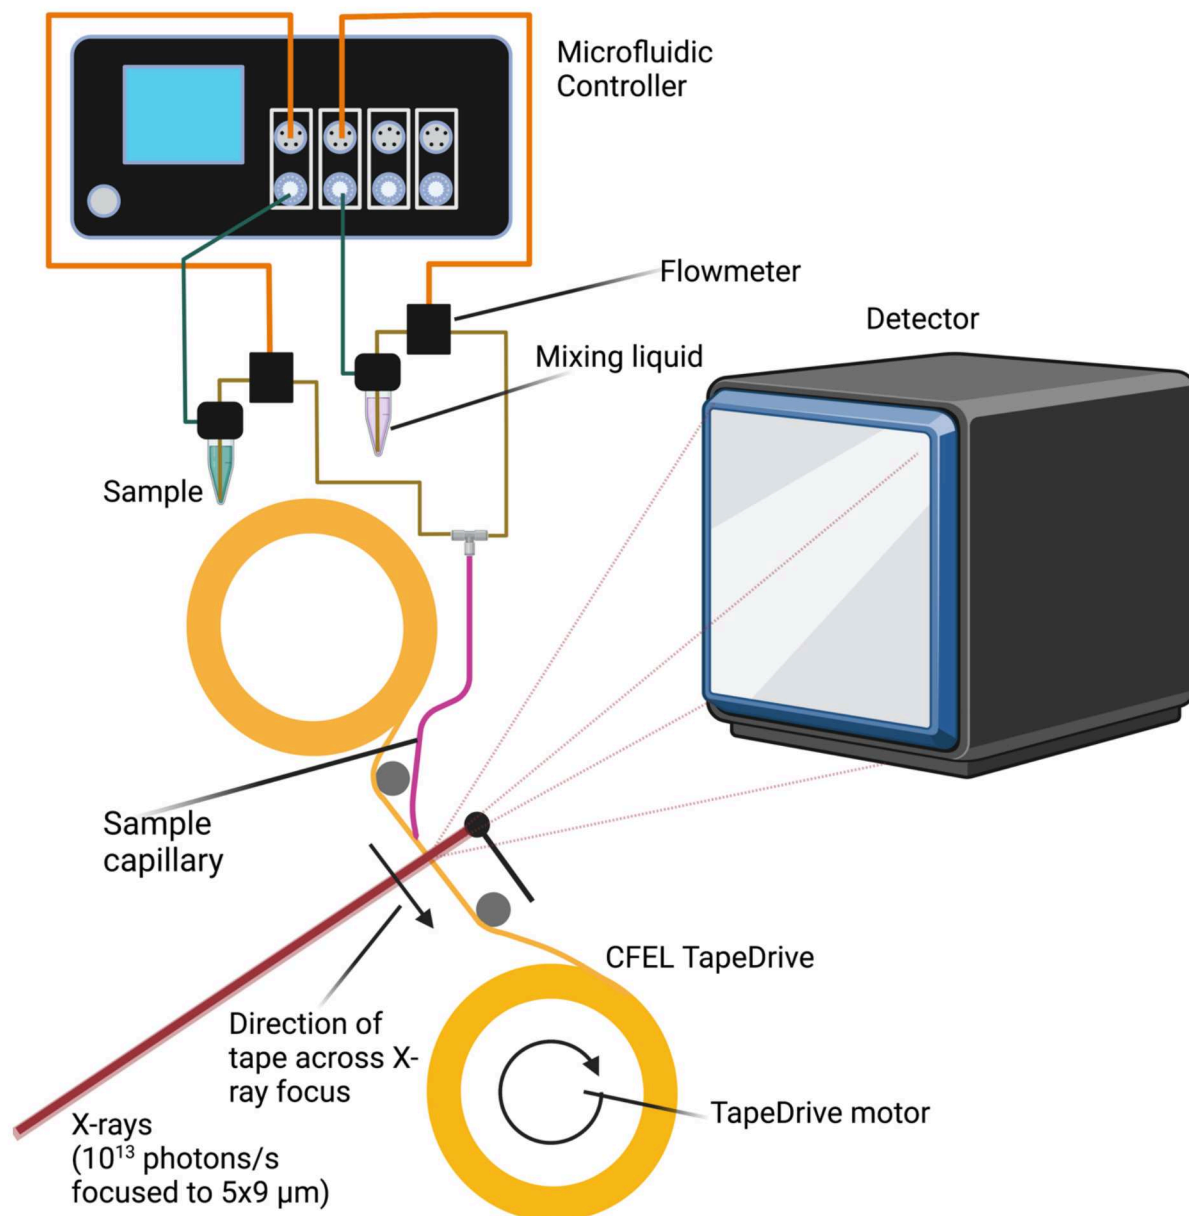 Microfluidic
Controller
Flowmeter
Detector
Mixing liquid
Sample
Sample
capillary
CFEL TapeDrive
Direction of
tape across X-
ray focus
TapeDrive motor
X-rays
(10¹³ photons/s
focused to 5x9 µm)